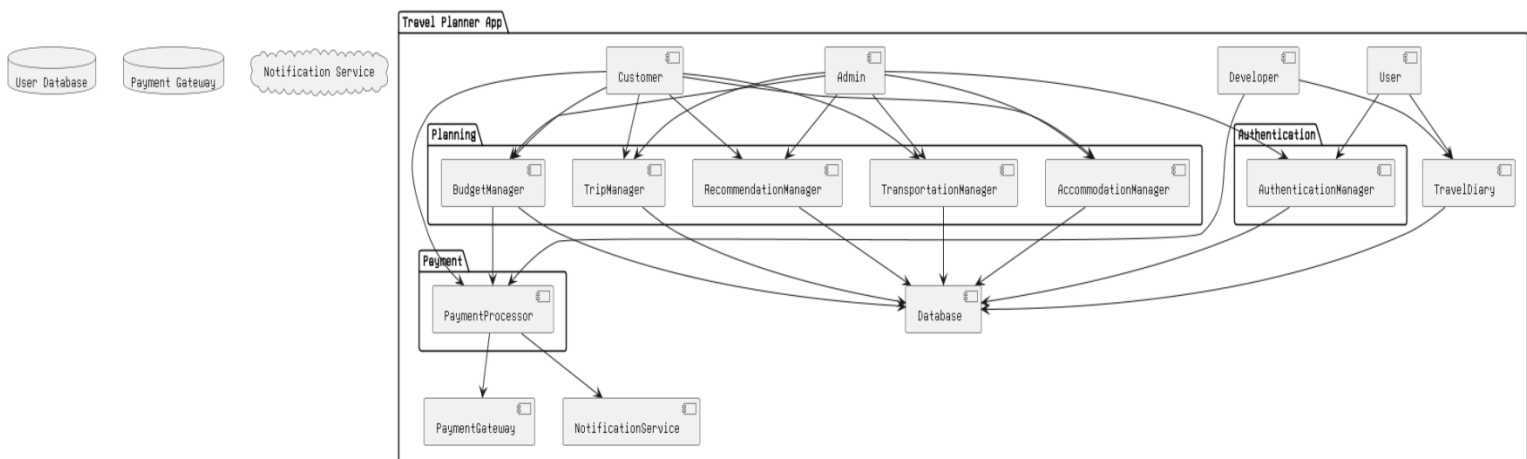 Travel Planner App
User Database
Payment Gateway
Notification Service
Customer
Admin
Developer
User
Planning
Authentication
BudgetManager
TripManager
RecommendationManager
TransportationManager
AccommodationManager
AuthenticationManager
TravelDiary
Payment
PaymentProcessor
Database
PaymentGateway
NotificationService